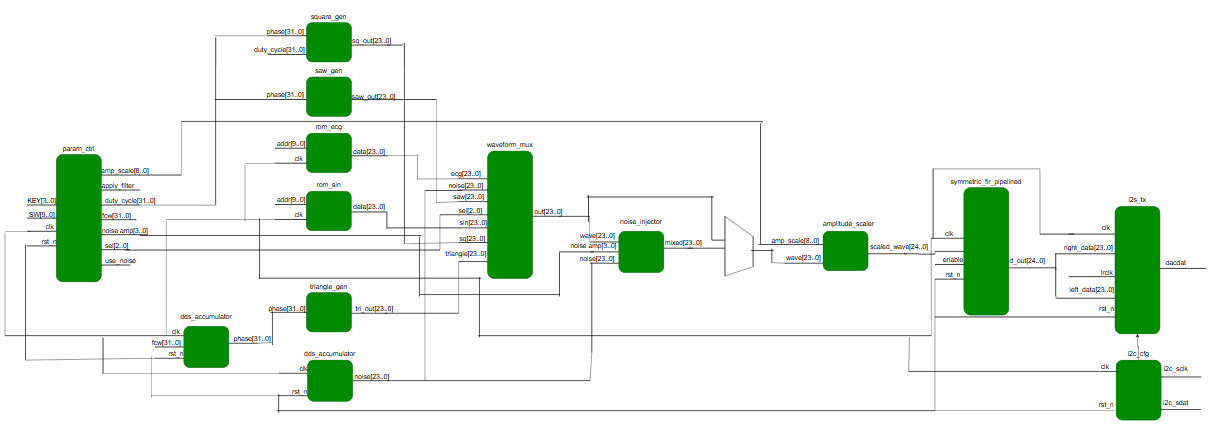 square_gen
phase[31..0]
sq_out[23..0]
duty_cycle[31..0]
saw_gen
phase[31..0]
saw_out[23..0]
rom_ecg
addr[9..0]
data[23..0]
clk
rom_sin
addr[9..0]
data[23..0]
clk
param_ctrl
amp_scale[8..0]
apply_filter
KEY[3..0]
duty_cycle[31..0]
SW[9..0]
fcw[31..0]
clk
noise amp[3..0]
rst_n
sel[2..0]
use_noise
waveform_mux
ecg[23..0]
noise[23..0]
saw[23..0]
sel[2..0]
out[23..0]
sin[23..0]
sq[23..0]
triangle[23..0]
triangle_gen
phase[31..0]
tri_out[23..0]
dds_accumulator
clk
fcw[31..0]
phase[31..0]
rst_n
dds_accumulator
clk
noise[23..0]
rst_n
noise_injector
wave[23..0]
noise amp[3..0]
mixed[23..0]
noise[23..0]
amplitude_scaler
amp_scale[8..0]
scaled_wave[24..0]
wave[23..0]
symmetric_fir_pipelined
clk
enable
d_out[24..0]
rst_n
i2s_tx
clk
right_data[23..0]
dacdat
lrclk
left_data[23..0]
rst_n
i2c_cfg
clk
i2c_sclk
rst_n
i2c_sdat